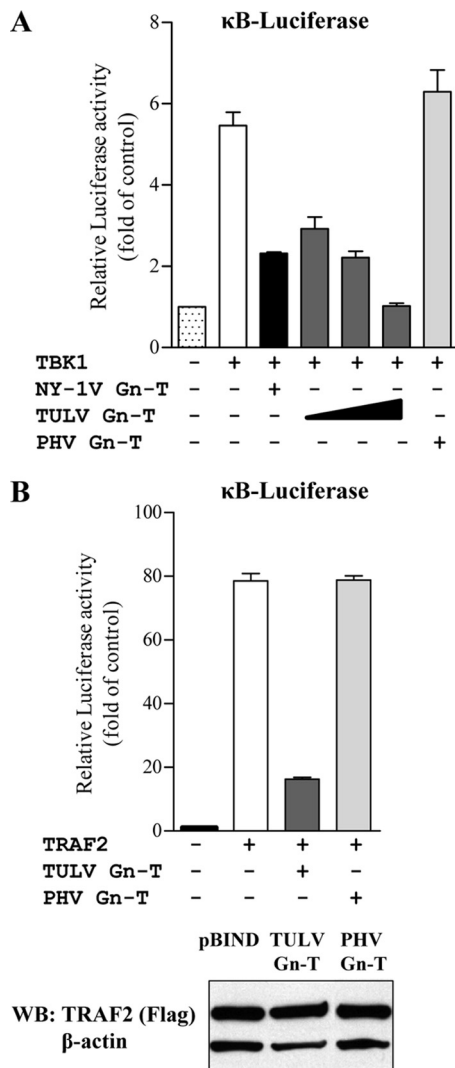 A
κB-Luciferase
Relative Luciferase activity
(fold of control)
8
6
4
2
0
TBK1 – + + + + + +
NY-1V Gn-T – – + – – – –
TULV Gn-T – – – –
PHV Gn-T – – – – – – +
B
κB-Luciferase
Relative Luciferase activity
(fold of control)
100
80
60
40
20
0
TRAF2 – + + +
TULV Gn-T – – + –
PHV Gn-T – – – +
pBIND TULV PHV
Gn-T Gn-T
WB: TRAF2 (Flag)
β-actin